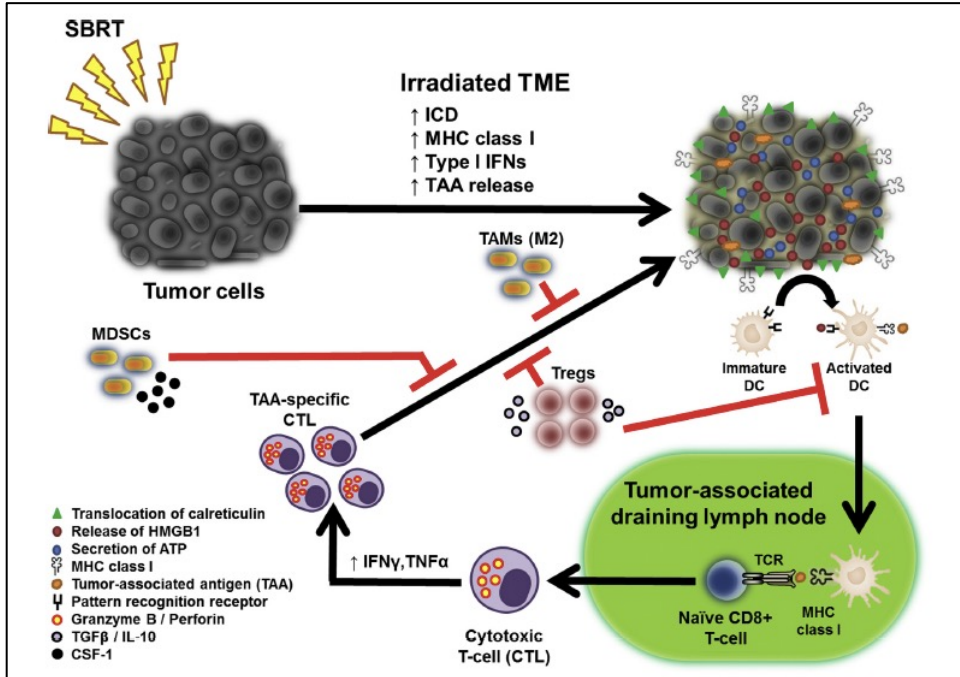 SBRT
Irradiated TME
↑ ICD
↑ MHC class I
↑ Type I IFNs
↑ TAA release
Tumor cells
TAMs (M2)
MDSCs
Immature
DC
Activated
DC
Tregs
TAA-specific
CTL
Tumor-associated
draining lymph node
TCR
Naïve CD8+
T-cell
MHC
class I
↑ IFNγ,TNFα
Cytotoxic
T-cell (CTL)
Translocation of calreticulin
Release of HMGB1
Secretion of ATP
MHC class I
Tumor-associated antigen (TAA)
Pattern recognition receptor
Granzyme B / Perforin
TGFβ / IL-10
CSF-1